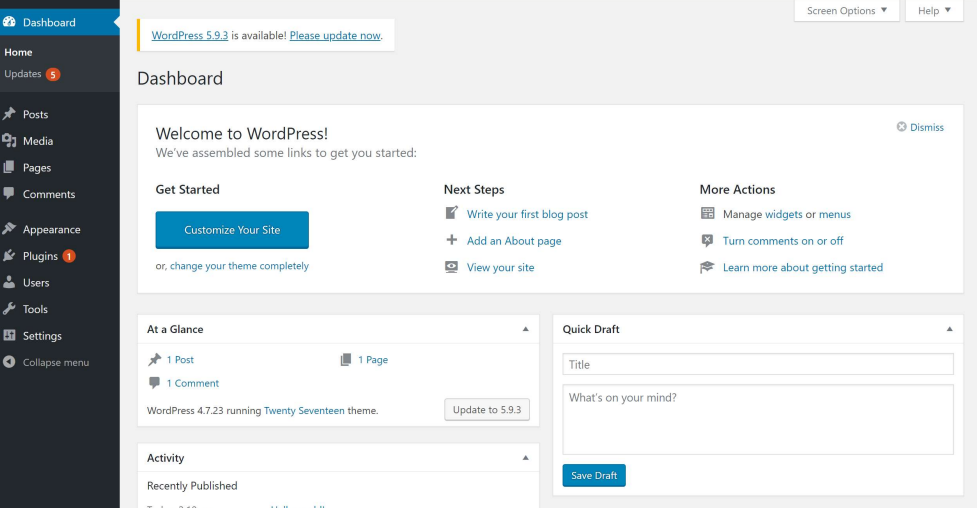 Screen Options ▼
Help ▼
Dashboard
Home
Updates 5
Posts
Media
Pages
Comments
Appearance
Plugins 1
Users
Tools
Settings
Collapse menu
WordPress 5.9.3 is available! Please update now.
Dashboard
Welcome to WordPress!
We've assembled some links to get you started:
Dismiss
Get Started
Customize Your Site
or, change your theme completely
Next Steps
Write your first blog post
Add an About page
View your site
More Actions
Manage widgets or menus
Turn comments on or off
Learn more about getting started
At a Glance
1 Post
1 Page
1 Comment
WordPress 4.7.23 running Twenty Seventeen theme.
Update to 5.9.3
Activity
Recently Published
Quick Draft
Title
What's on your mind?
Save Draft